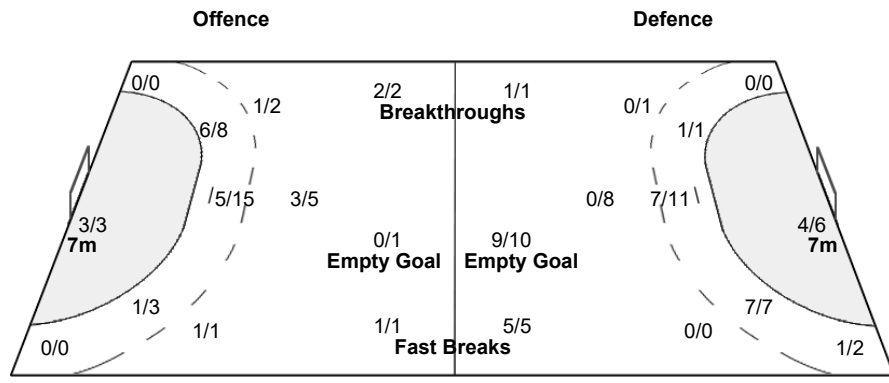 Offence Defence
0/0 2/2 1/1 0/0
1/2 0/1
Breakthroughs
6/8 1/1
5/15 3/5 0/8 7/11
3/3 4/6
7m 7m
0/1 9/10
Empty Goal Empty Goal
1/3 7/7
1/1 1/1 5/5 0/0
Fast Breaks
0/0 1/2